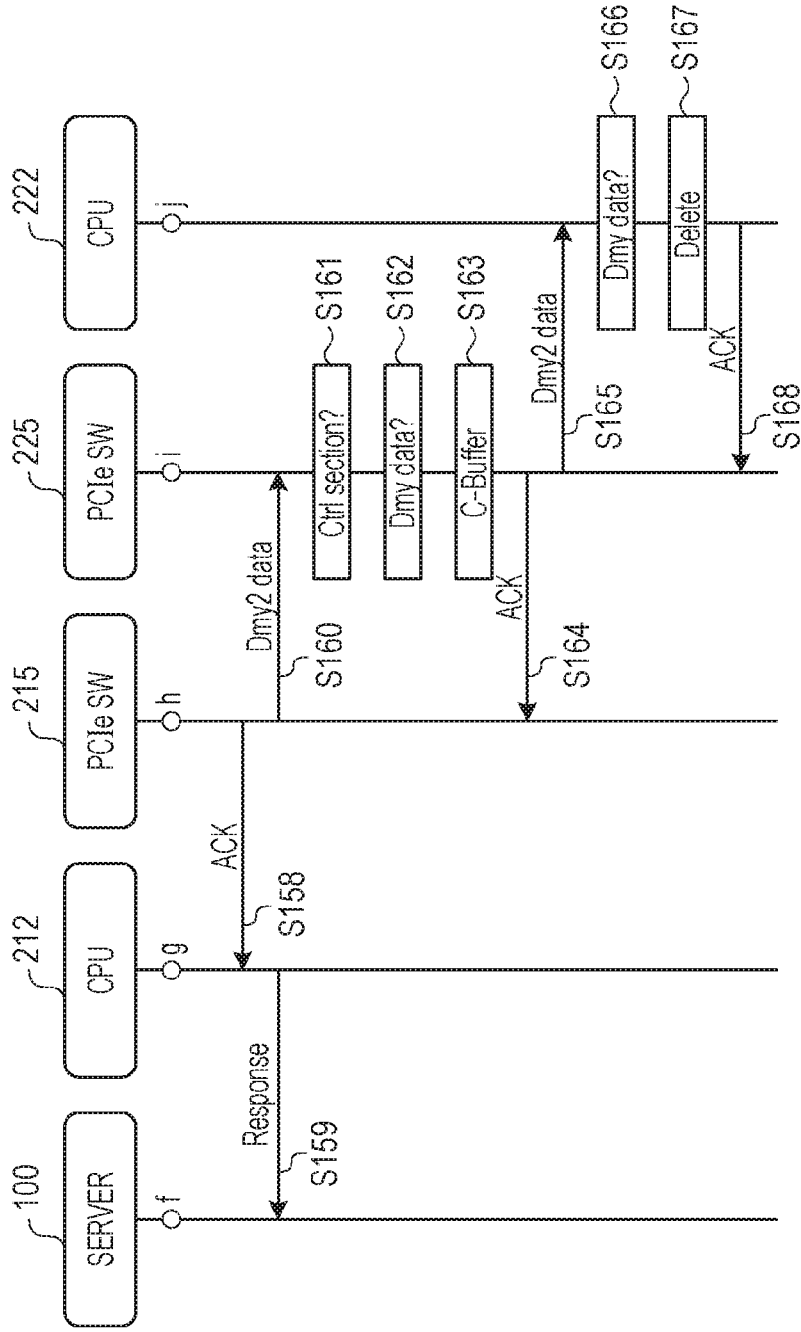 100
212
215
225
222
SERVER
CPU
PCIe SW
PCIe SW
CPU
f
g
h
i
j
ACK
S158
Response
S159
Dmy2 data
S160
Ctrl section?
S161
Dmy data?
S162
C-Buffer
S163
ACK
S164
Dmy2 data
S165
Dmy data?
S166
Delete
S167
ACK
S168